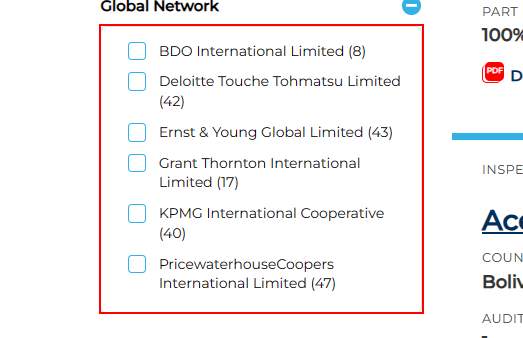 Global Network
BDO International Limited (8)
Deloitte Touche Tohmatsu Limited
(42)
Ernst & Young Global Limited (43)
Grant Thornton International
Limited (17)
KPMG International Cooperative
(40)
PricewaterhouseCoopers
International Limited (47)
PART
100%
PDF D
INSPE
Acc
COUN
Boliv
AUDIT